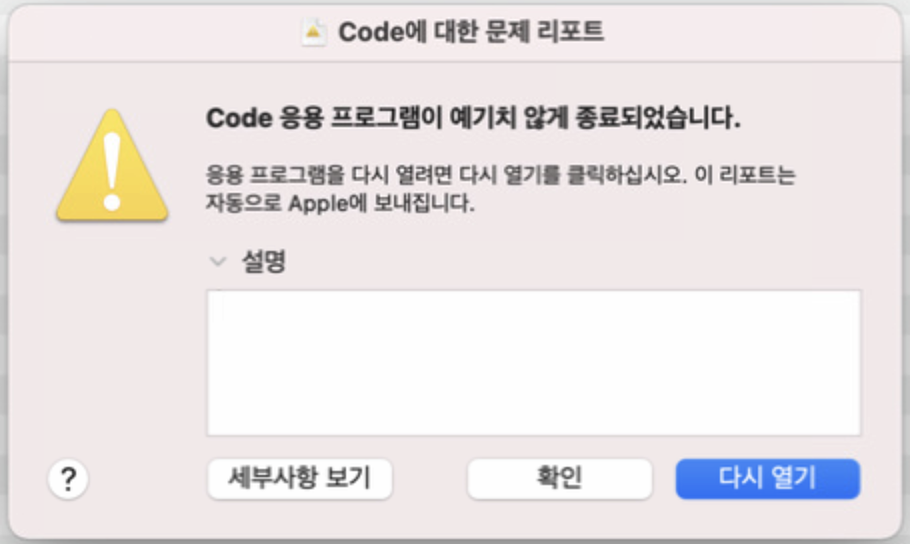 Code에 대한 문제 리포트
Code 응용 프로그램이 예기치 않게 종료되었습니다.
응용 프로그램을 다시 열려면 다시 열기를 클릭하십시오. 이 리포트는
자동으로 Apple에 보내집니다.
설명
?
세부사항 보기
확인
다시 열기